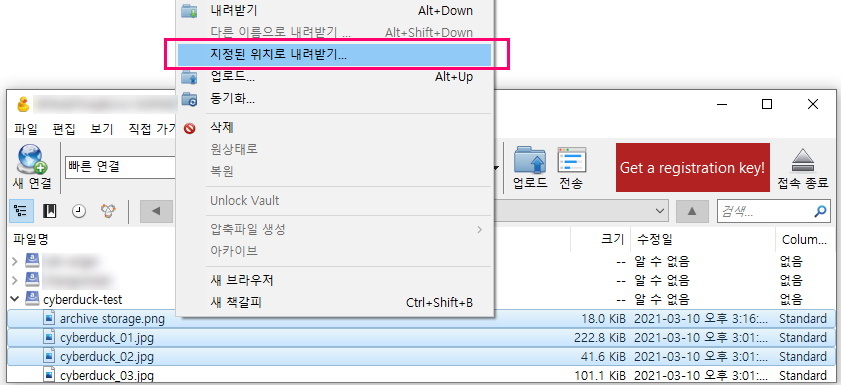 내려받기 Alt+Down
다른 이름으로 내려받기 ... Alt+Shift+Down
지정된 위치로 내려받기...
업로드... Alt+Up
동기화...
삭제
원상태로
복원
Unlock Vault
압축파일 생성
아카이브
새 브라우저
새 책갈피 Ctrl+Shift+B
파일 편집 보기 직접 가기
새 연결 빠른 연결 업로드 전송 Get a registration key! 접속 종료
검색...
파일명 크기 수정일 Colum...
-- 알 수 없음 없음
-- 알 수 없음 없음
cyberduck-test -- 알 수 없음 없음
archive storage.png 18.0 KiB 2021-03-10 오후 3:16:... Standard
cyberduck_01.jpg 222.8 KiB 2021-03-10 오후 3:01:... Standard
cyberduck_02.jpg 41.6 KiB 2021-03-10 오후 3:01:... Standard
cyberduck_03.jpg 101.1 KiB 2021-03-10 오후 3:01:... Standard